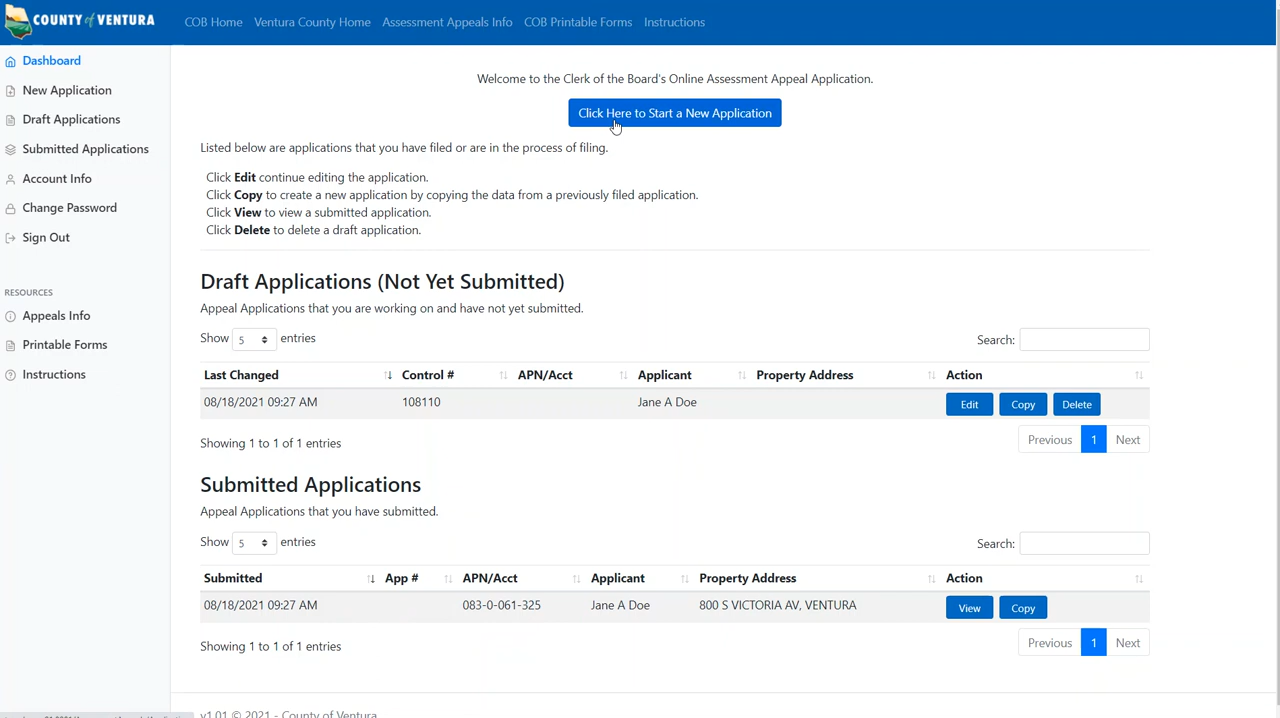 COUNTY of VENTURA
COB Home Ventura County Home Assessment Appeals Info COB Printable Forms Instructions
Dashboard
New Application
Draft Applications
Submitted Applications
Account Info
Change Password
Sign Out
RESOURCES
Appeals Info
Printable Forms
Instructions
Welcome to the Clerk of the Board's Online Assessment Appeal Application.
Click Here to Start a New Application
Listed below are applications that you have filed or are in the process of filing.
Click Edit continue editing the application.
Click Copy to create a new application by copying the data from a previously filed application.
Click View to view a submitted application.
Click Delete to delete a draft application.
Draft Applications (Not Yet Submitted)
Appeal Applications that you are working on and have not yet submitted.
Show 5 entries Search:
Last Changed Control # APN/Acct Applicant Property Address Action
08/18/2021 09:27 AM 108110 Jane A Doe Edit Copy Delete
Showing 1 to 1 of 1 entries Previous 1 Next
Submitted Applications
Appeal Applications that you have submitted.
Show 5 entries Search:
Submitted App # APN/Acct Applicant Property Address Action
08/18/2021 09:27 AM 083-0-061-325 Jane A Doe 800 S VICTORIA AV, VENTURA View Copy
Showing 1 to 1 of 1 entries Previous 1 Next
v1.01 © 2021 - County of Ventura